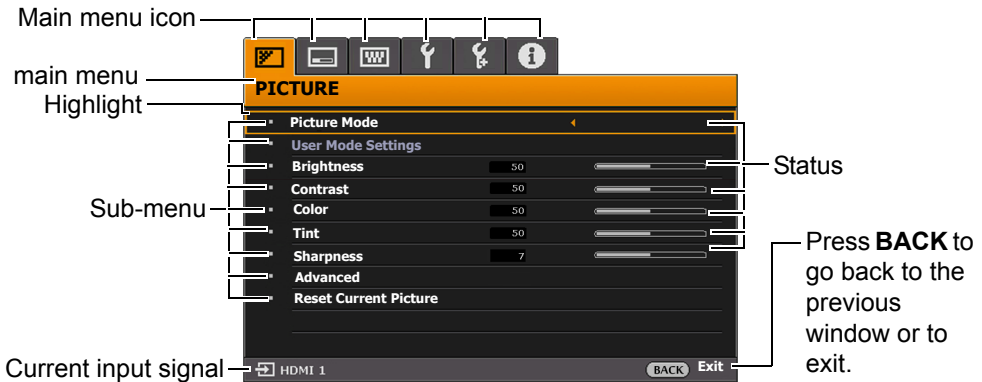 Main menu icon
main menu
PICTURE
Highlight
Picture Mode
User Mode Settings
Brightness 50
Status
Contrast 50
Sub-menu
Color 50
Tint 50
Sharpness 7
Advanced
Reset Current Picture
Press BACK to
go back to the
previous
window or to
exit.
Current input signal
HDMI 1
BACK Exit